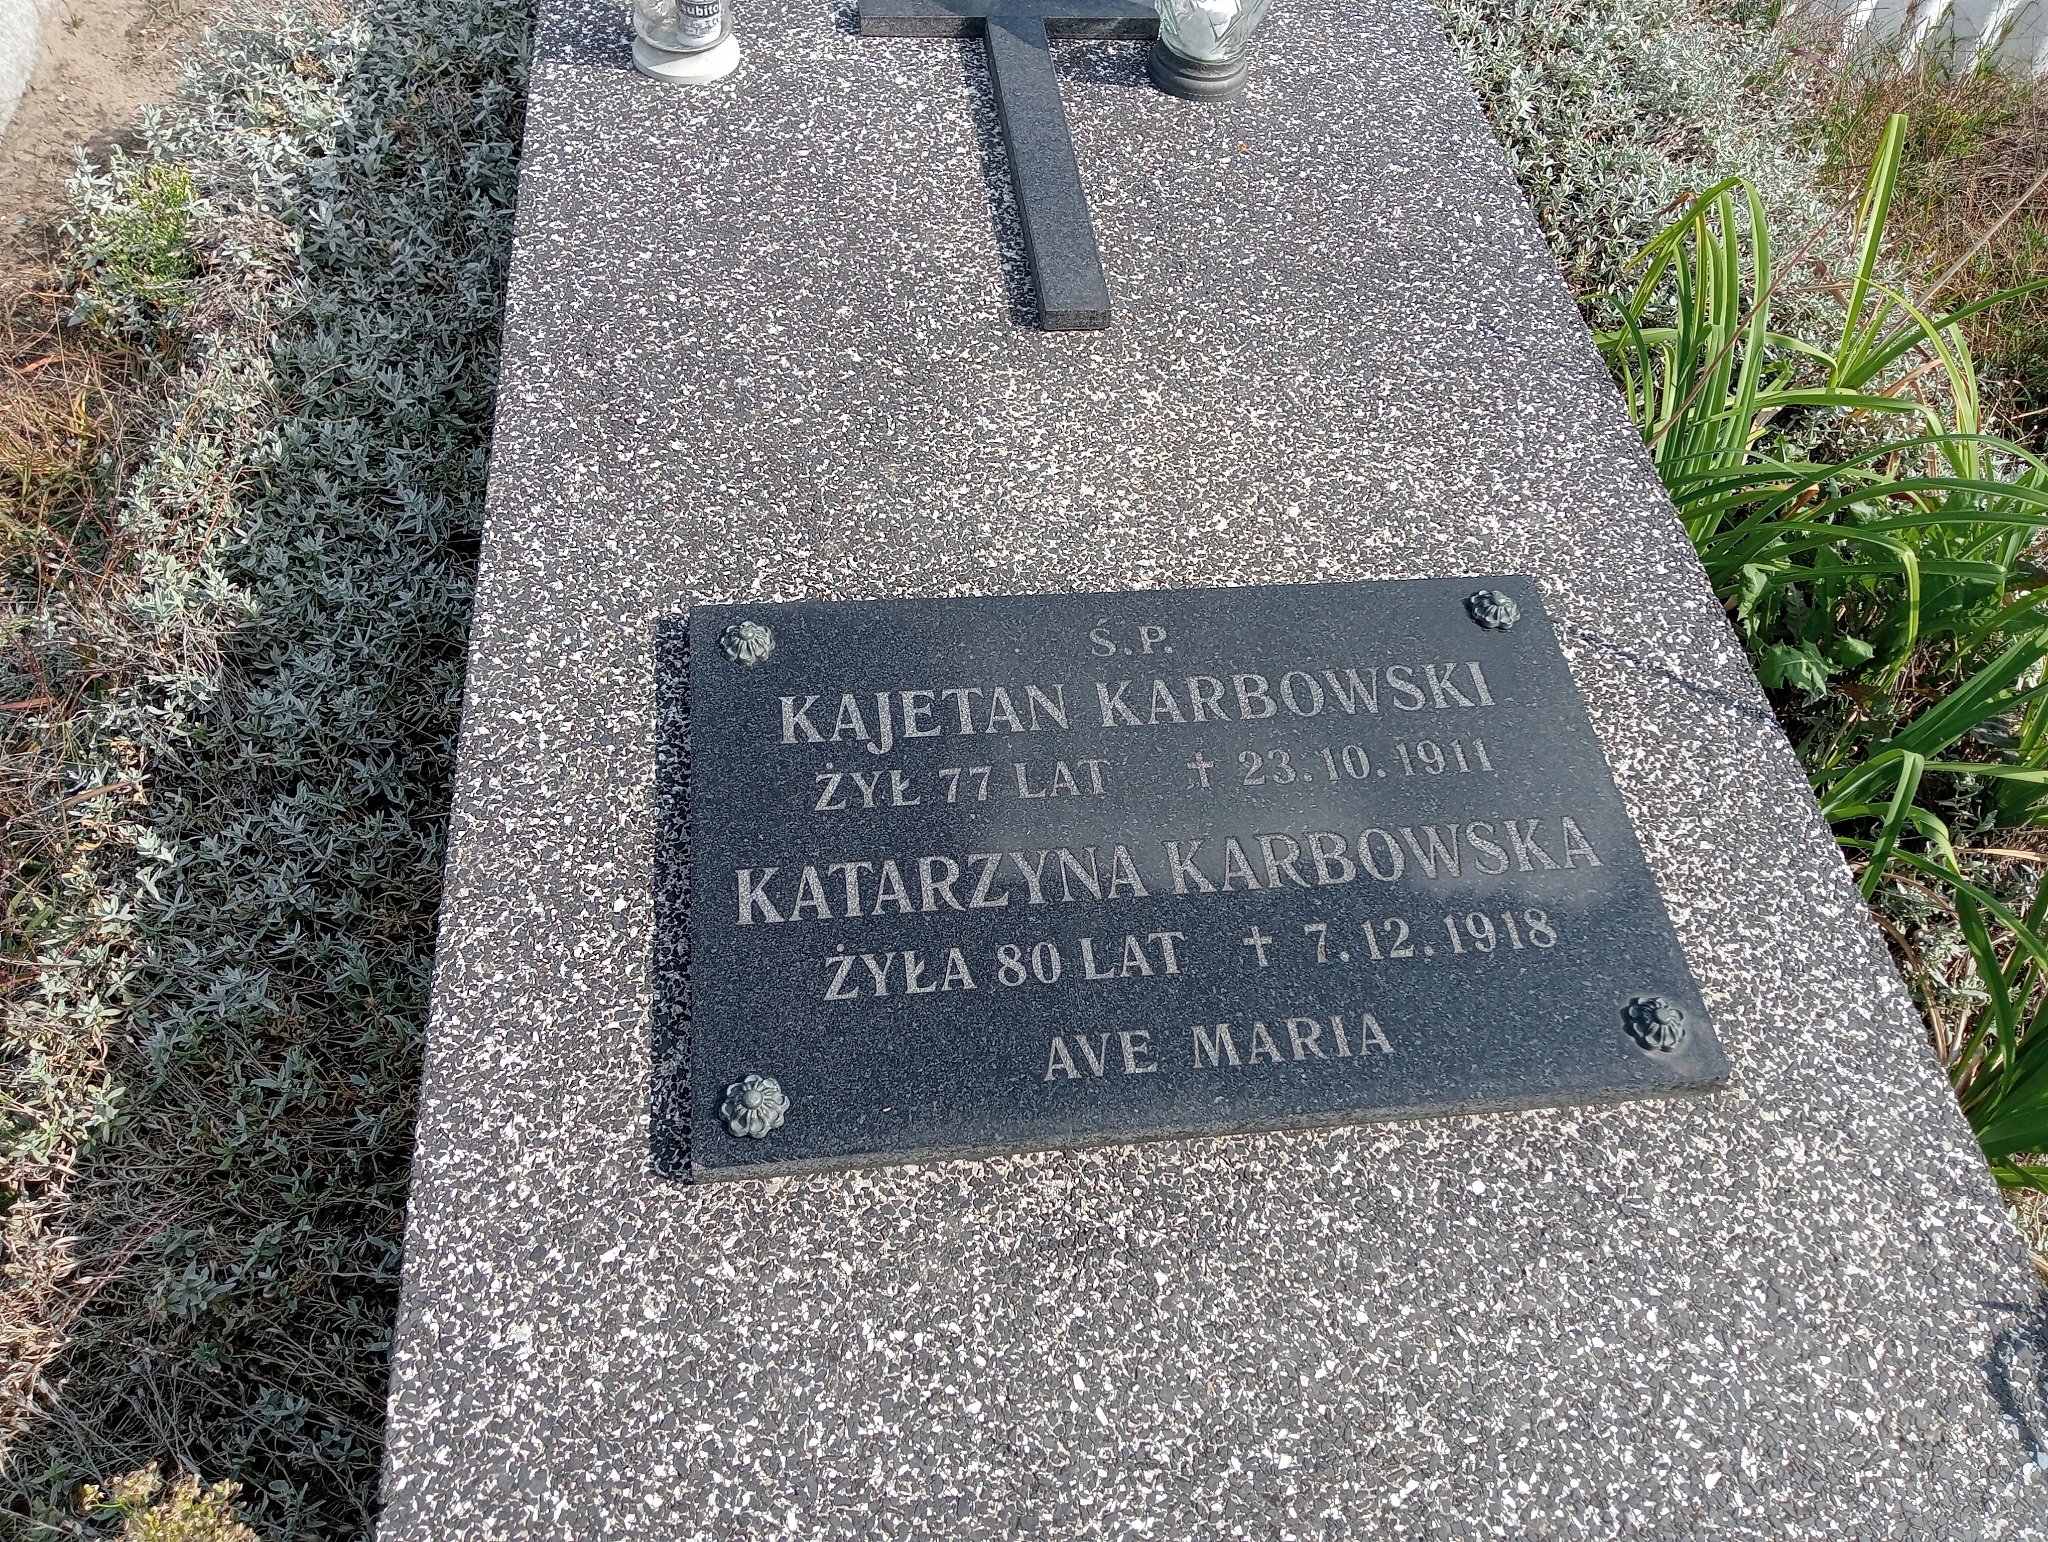 Ś.P.
KAJETAN KARBOWSKI
ŻYŁ 77 LAT † 23.10.1911
KATARZYNA KARBOWSKA
ŻYŁA 80 LAT † 7.12.1918
AVE MARIA